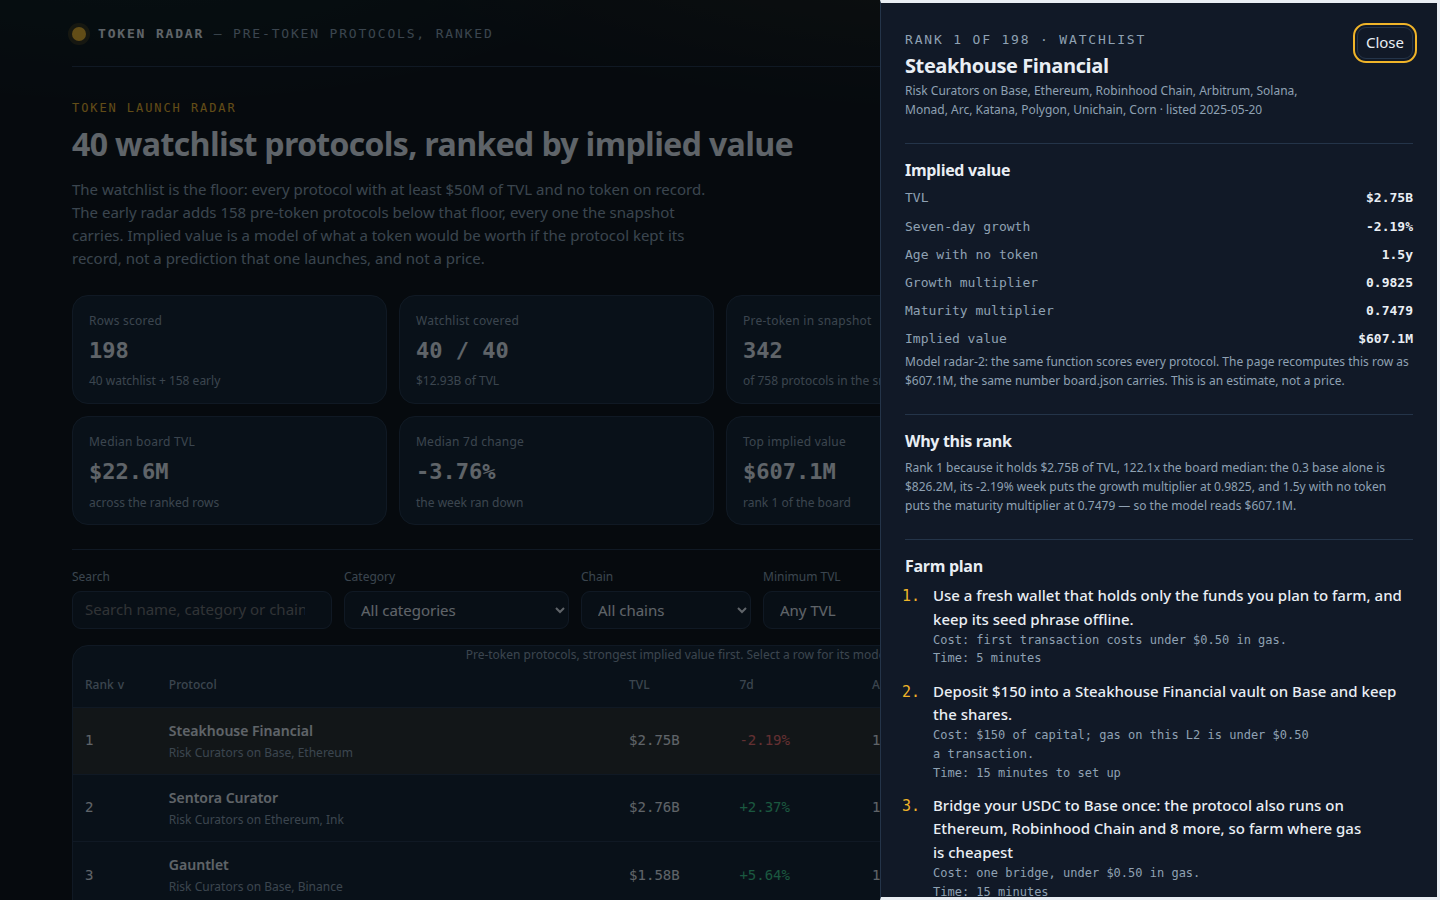 TOKEN RADAR — PRE-TOKEN PROTOCOLS, RANKED
TOKEN LAUNCH RADAR
40 watchlist protocols, ranked by implied value
The watchlist is the floor: every protocol with at least $50M of TVL and no token on record.
The early radar adds 158 pre-token protocols below that floor, every one the snapshot
carries. Implied value is a model of what a token would be worth if the protocol kept its
record, not a prediction that one launches, and not a price.
Rows scored
198
40 watchlist + 158 early
Watchlist covered
40 / 40
$12.93B of TVL
Pre-token in snapshot
342
of 758 protocols in the
Median board TVL
$22.6M
across the ranked rows
Median 7d change
-3.76%
the week ran down
Top implied value
$607.1M
rank 1 of the board
Search
Category
Chain
Minimum TVL
Search name, category or chain
All categories
All chains
Any TVL
Pre-token protocols, strongest implied value first. Select a row for its
Rank v
Protocol
TVL
7d
1
Steakhouse Financial
Risk Curators on Base, Ethereum
$2.75B
-2.19%
2
Sentora Curator
Risk Curators on Ethereum, Ink
$2.76B
+2.37%
3
Gauntlet
Risk Curators on Base, Binance
$1.58B
+5.64%
RANK 1 OF 198 · WATCHLIST
Close
Steakhouse Financial
Risk Curators on Base, Ethereum, Robinhood Chain, Arbitrum, Solana,
Monad, Arc, Katana, Polygon, Unichain, Corn · listed 2025-05-20
Implied value
TVL
$2.75B
Seven-day growth
-2.19%
Age with no token
1.5y
Growth multiplier
0.9825
Maturity multiplier
0.7479
Implied value
$607.1M
Model radar-2: the same function scores every protocol. The page recomputes this row as
$607.1M, the same number board.json carries. This is an estimate, not a price.
Why this rank
Rank 1 because it holds $2.75B of TVL, 122.1x the board median: the 0.3 base alone is
$826.2M, its -2.19% week puts the growth multiplier at 0.9825, and 1.5y with no token
puts the maturity multiplier at 0.7479 — so the model reads $607.1M.
Farm plan
1. Use a fresh wallet that holds only the funds you plan to farm, and
keep its seed phrase offline.
Cost: first transaction costs under $0.50 in gas.
Time: 5 minutes
2. Deposit $150 into a Steakhouse Financial vault on Base and keep
the shares.
Cost: $150 of capital; gas on this L2 is under $0.50
a transaction.
Time: 15 minutes to set up
3. Bridge your USDC to Base once: the protocol also runs on
Ethereum, Robinhood Chain and 8 more, so farm where gas
is cheapest
Cost: one bridge, under $0.50 in gas.
Time: 15 minutes